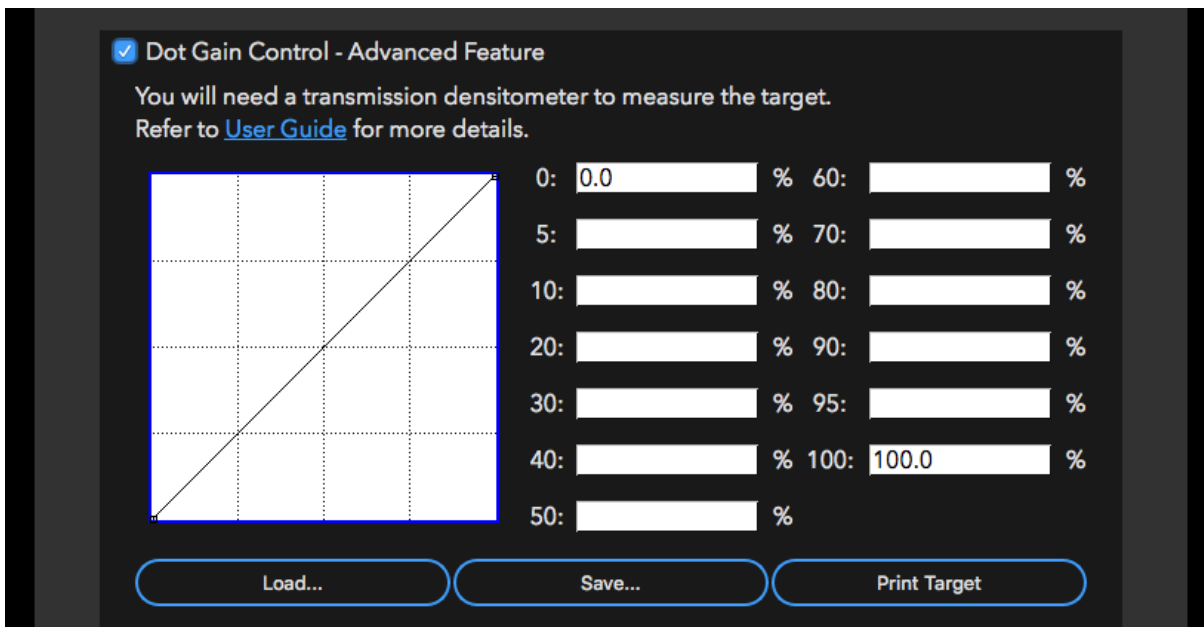 Dot Gain Control - Advanced Feature
You will need a transmission densitometer to measure the target.
Refer to User Guide for more details.
0: 0.0 % 60: %
5: % 70: %
10: % 80: %
20: % 90: %
30: % 95: %
40: % 100: 100.0 %
50: %
Load... Save... Print Target